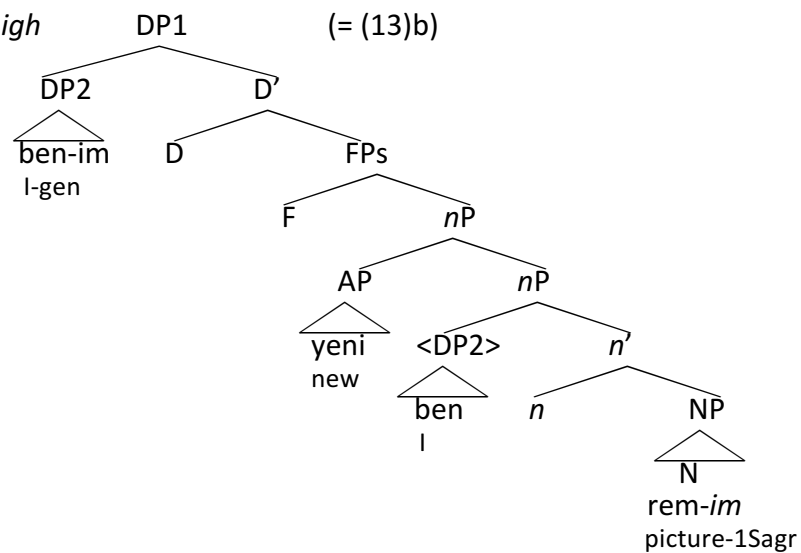 igh DP1 (= (13)b)
DP2 D’
ben-im D FPs
I-gen
F nP
AP nP
yeni <DP2> n’
new
ben n NP
I
N
rem-im
picture-1Sagr